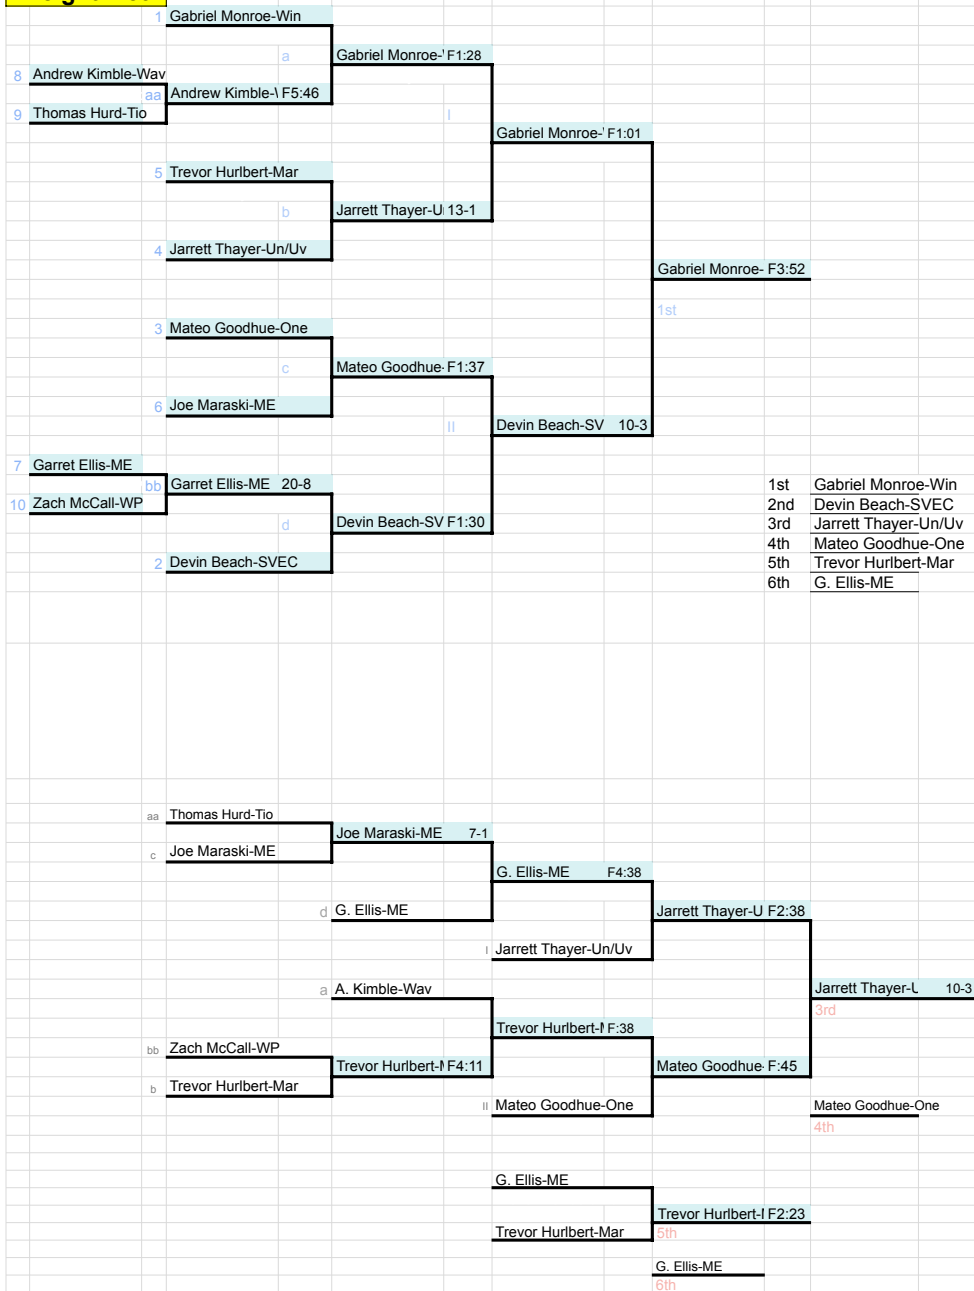 1 Gabriel Monroe-Win
a Gabriel Monroe-\ F1:28
8 Andrew Kimble-Wav
aa Andrew Kimble-\ F5:46
9 Thomas Hurd-Tio
I
Gabriel Monroe-' F1:01
5 Trevor Hurlbert-Mar
b Jarrett Thayer-U 13-1
4 Jarrett Thayer-Un/Uv
Gabriel Monroe- F3:52
1st
3 Mateo Goodhue-One
c Mateo Goodhue- F1:37
6 Joe Maraski-ME
II Devin Beach-SV 10-3
7 Garret Ellis-ME
bb Garret Ellis-ME 20-8
10 Zach McCall-WP
d Devin Beach-SV F1:30
2 Devin Beach-SVEC
1st Gabriel Monroe-Win
2nd Devin Beach-SVEC
3rd Jarrett Thayer-Un/Uv
4th Mateo Goodhue-One
5th Trevor Hurlbert-Mar
6th G. Ellis-ME
aa Thomas Hurd-Tio
Joe Maraski-ME 7-1
c Joe Maraski-ME
G. Ellis-ME F4:38
d G. Ellis-ME
Jarrett Thayer-U F2:38
I Jarrett Thayer-Un/Uv
a A. Kimble-Wav
Jarrett Thayer-U 10-3
3rd
Trevor Hurlbert-M F:38
bb Zach McCall-WP
Trevor Hurlbert-M F4:11
Mateo Goodhue- F:45
b Trevor Hurlbert-Mar
II Mateo Goodhue-One
Mateo Goodhue-One
4th
G. Ellis-ME
Trevor Hurlbert-M F2:23
Trevor Hurlbert-Mar
5th
G. Ellis-ME
6th